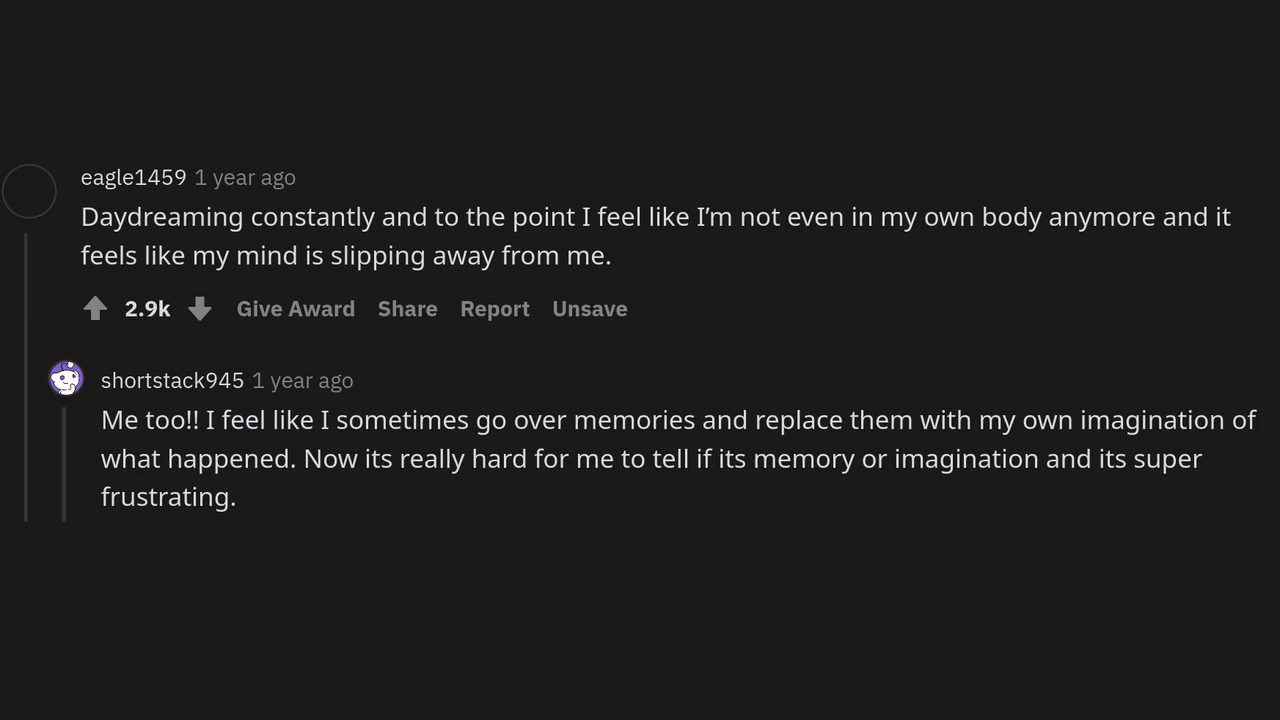 eagle1459 1 year ago
Daydreaming constantly and to the point I feel like I’m not even in my own body anymore and it
feels like my mind is slipping away from me.
2.9k Give Award Share Report Unsave
shortstack945 1 year ago
Me too!! I feel like I sometimes go over memories and replace them with my own imagination of
what happened. Now its really hard for me to tell if its memory or imagination and its super
frustrating.